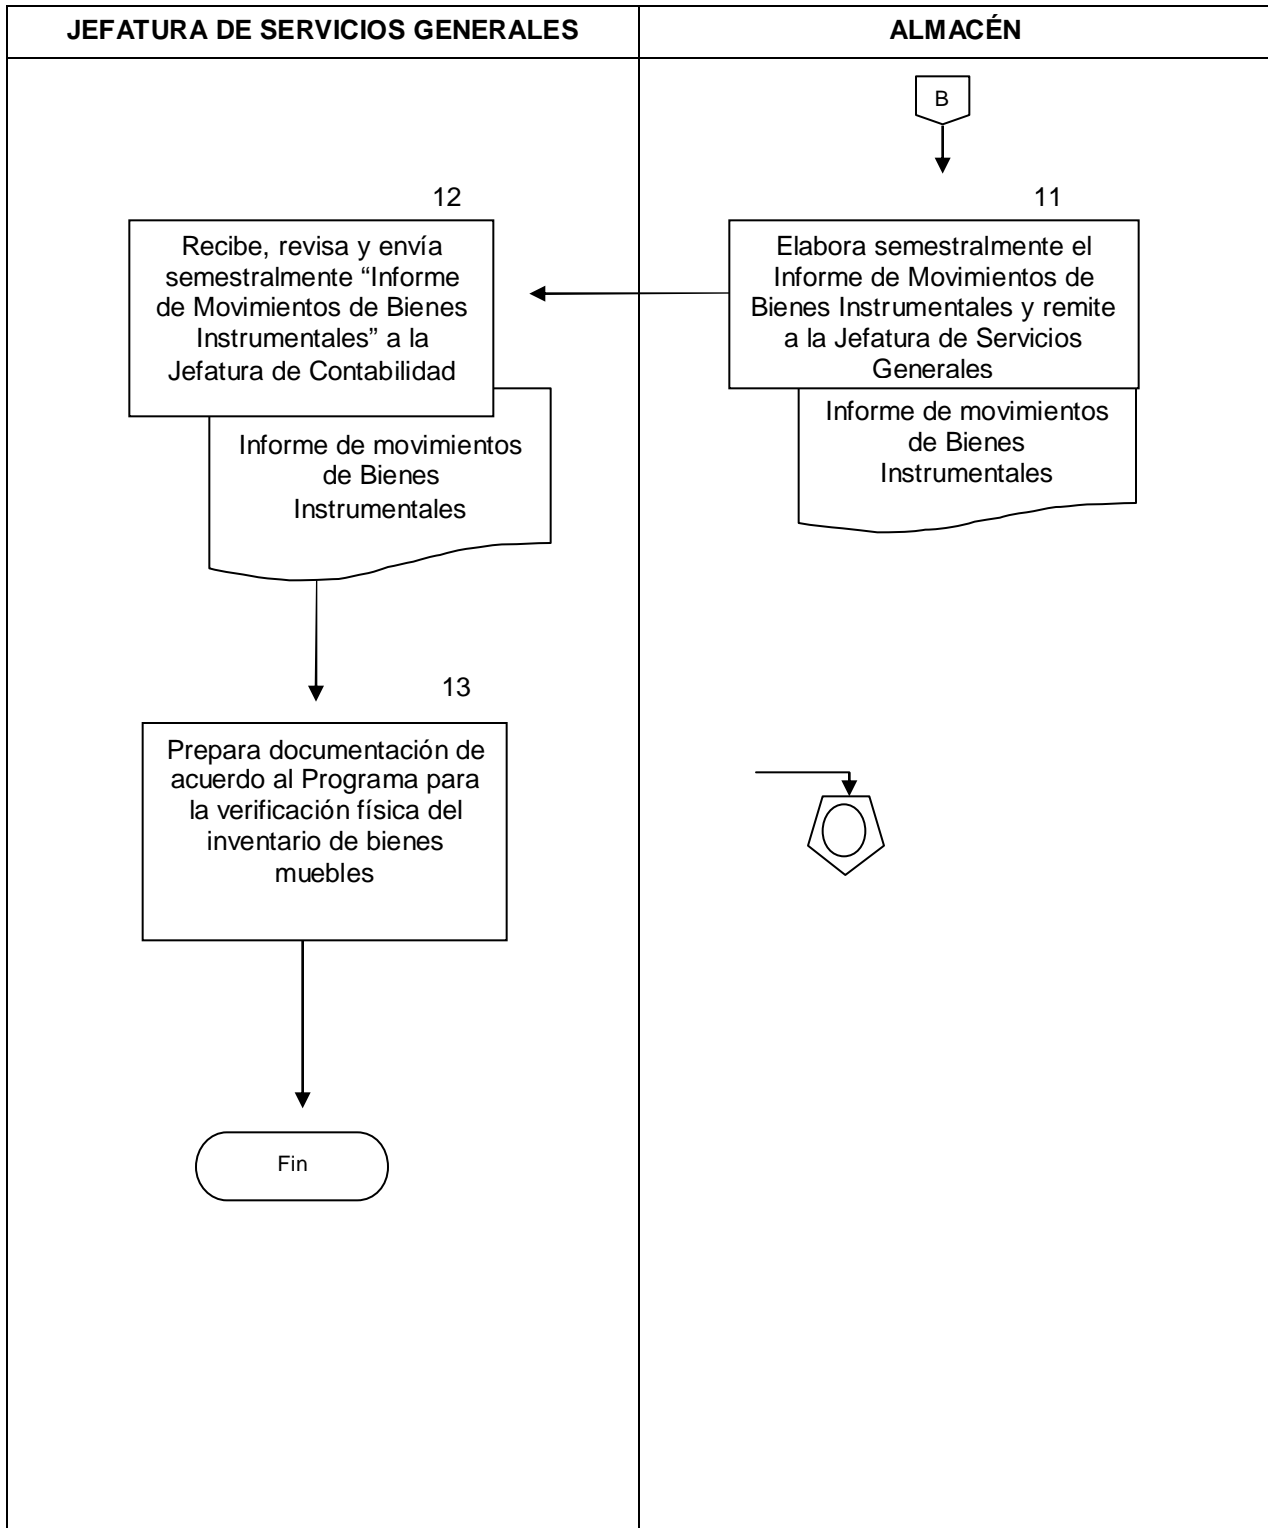 JEFATURA DE SERVICIOS GENERALES
ALMACÉN
B
11
Elabora semestralmente el
Informe de Movimientos de
Bienes Instrumentales y remite
a la Jefatura de Servicios
Generales
Informe de movimientos
de Bienes
Instrumentales
12
Recibe, revisa y envía
semestralmente “Informe
de Movimientos de Bienes
Instrumentales” a la
Jefatura de Contabilidad
Informe de movimientos
de Bienes
Instrumentales
13
Prepara documentación de
acuerdo al Programa para
la verificación física del
inventario de bienes
muebles
Fin